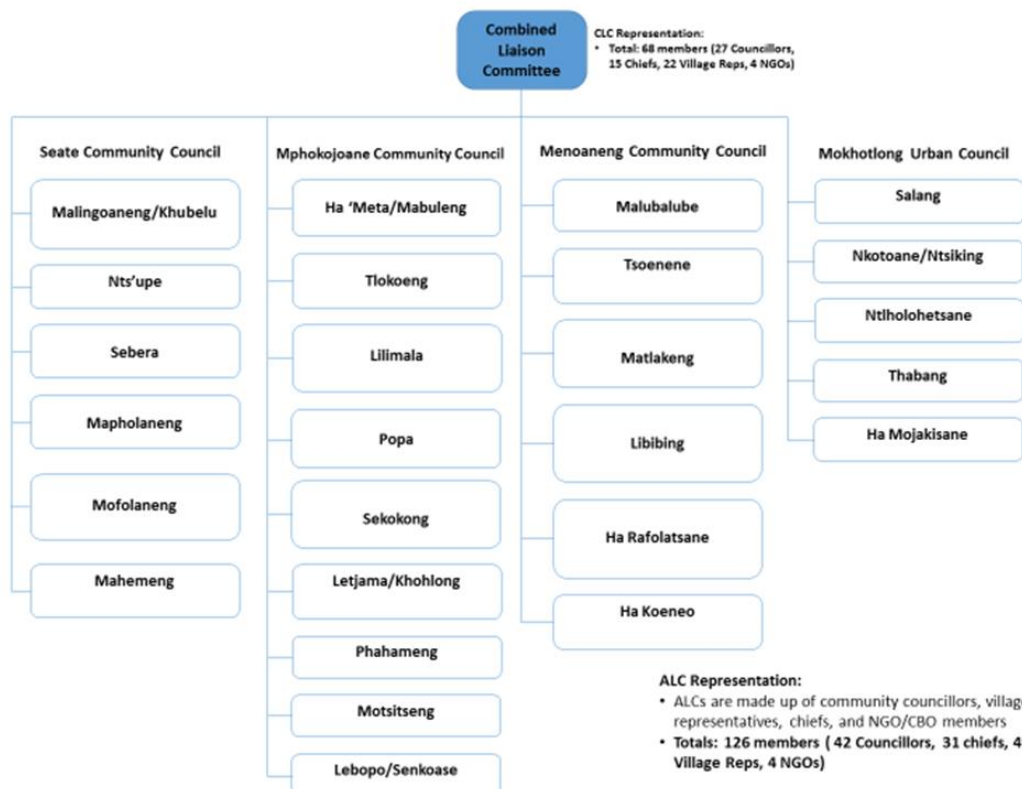 Combined
Liaison
Committee
CLC Representation:
• Total: 68 members (27 Councillors,
15 Chiefs, 22 Village Reps, 4 NGOs)
Seate Community Council
Malingoaneng/Khubelu
Nts’upe
Sebera
Mapholaneng
Mofolaneng
Mahemeng
Mphokojoane Community Council
Ha ‘Meta/Mabuleng
Tlokoeng
Lilimala
Popa
Sekokong
Letjama/Khohlong
Phahameng
Motsitseng
Lebopo/Senkoase
Menoaneng Community Council
Malubalube
Tsoenene
Matlakeng
Libibing
Ha Rafolatsane
Ha Koeneo
Mokhotlong Urban Council
Salang
Nkotoane/Ntsiking
Ntlholohetsane
Thabang
Ha Mojakisane
ALC Representation:
• ALCs are made up of community councillors,
representatives, chiefs, and NGO/CBO members
• Totals: 126 members ( 42 Councillors, 31 chiefs,
Village Reps, 4 NGOs)